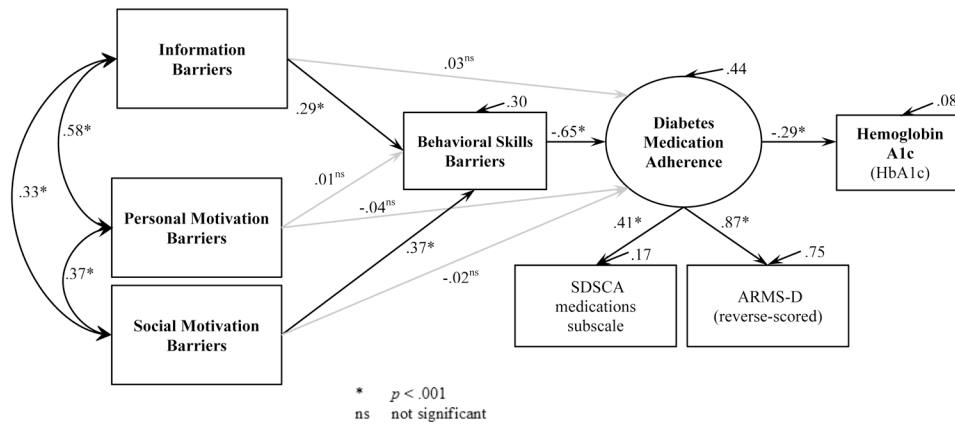 Information
Barriers
.03ns
.44
.08
.29*
.30
Behavioral Skills
Barriers
-.65*
Diabetes
Medication
Adherence
-.29*
Hemoglobin
A1c
(HbA1c)
.58*
.33*
.01ns
-.04ns
Personal Motivation
Barriers
.37*
.37*
-.02ns
.41*
.87*
.17
.75
SDSCA
medications
subscale
ARMS-D
(reverse-scored)
Social Motivation
Barriers
* p < .001
ns not significant